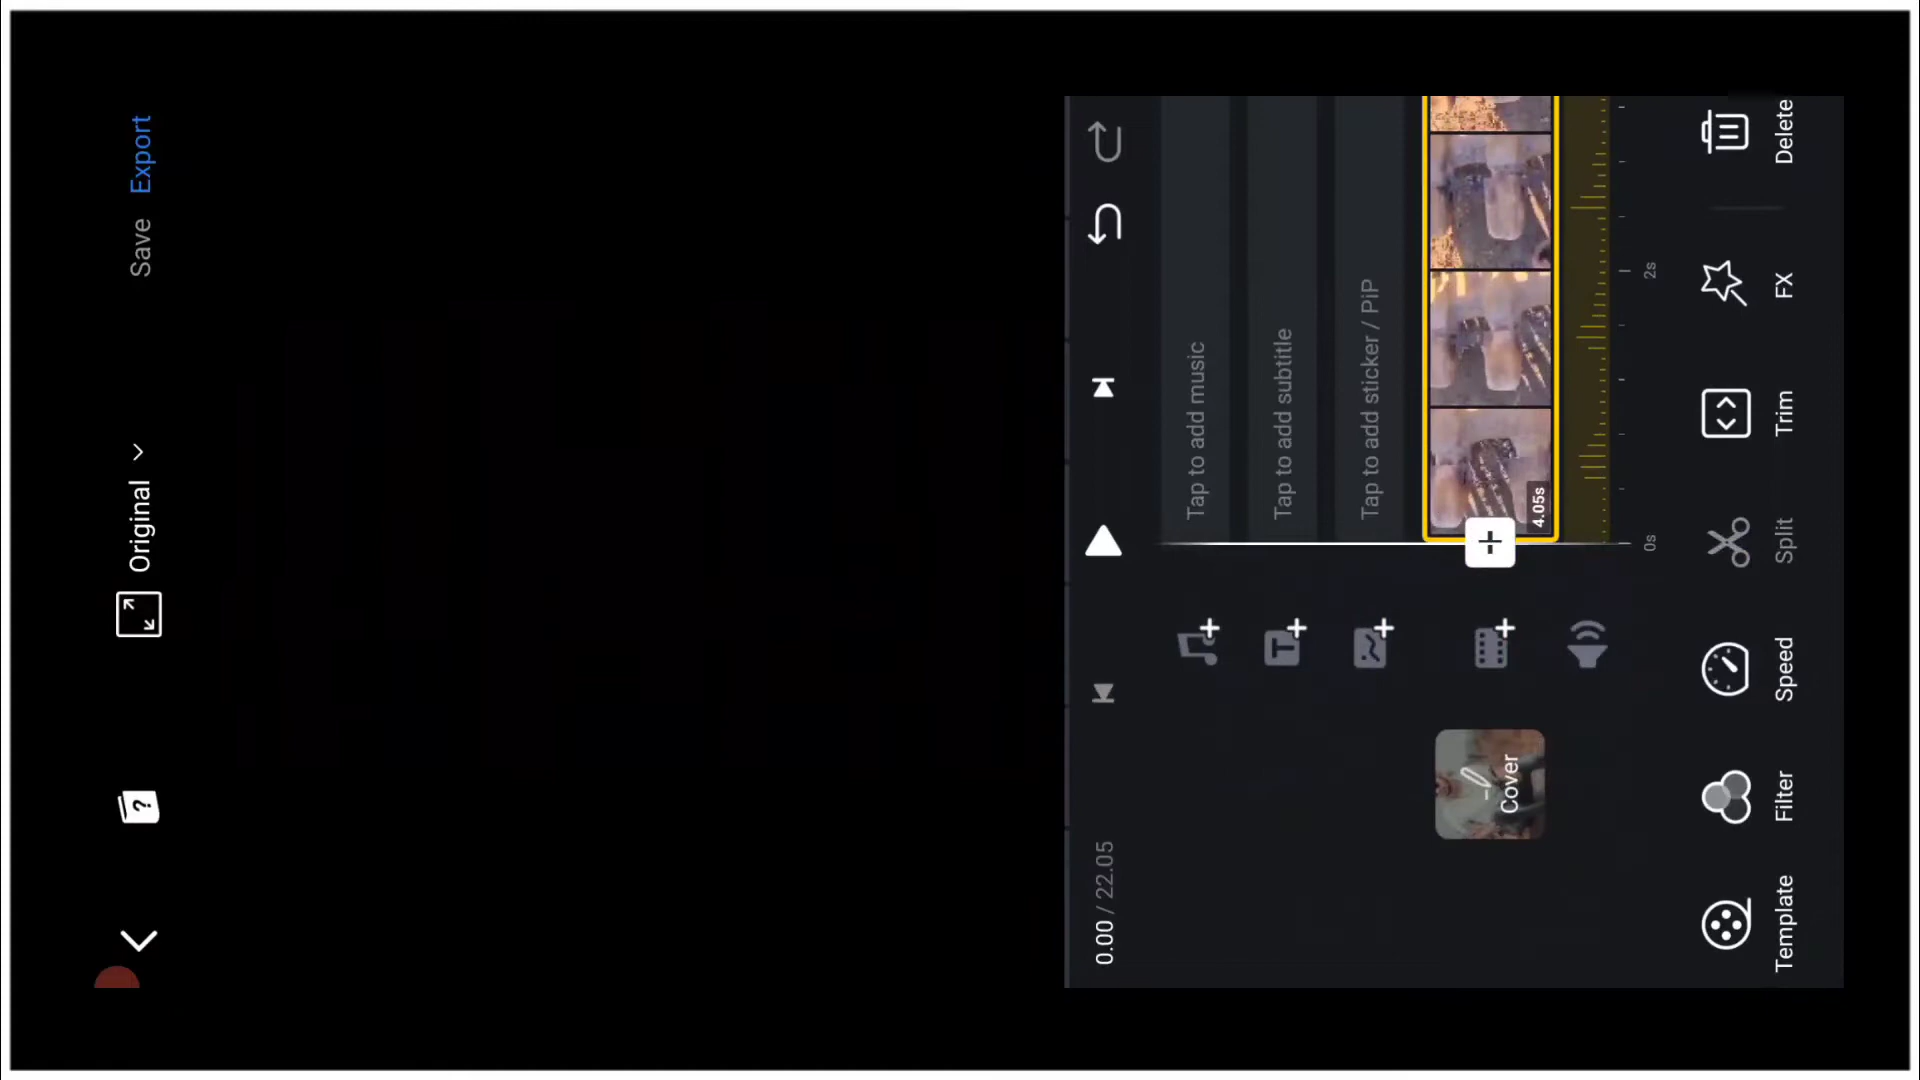 Original
Save
Export
0.00 / 22.05
Tap to add music
Tap to add subtitle
Tap to add sticker / PiP
Cover
4.05s
0s
2s
Template
Filter
Speed
Split
Trim
FX
Delete